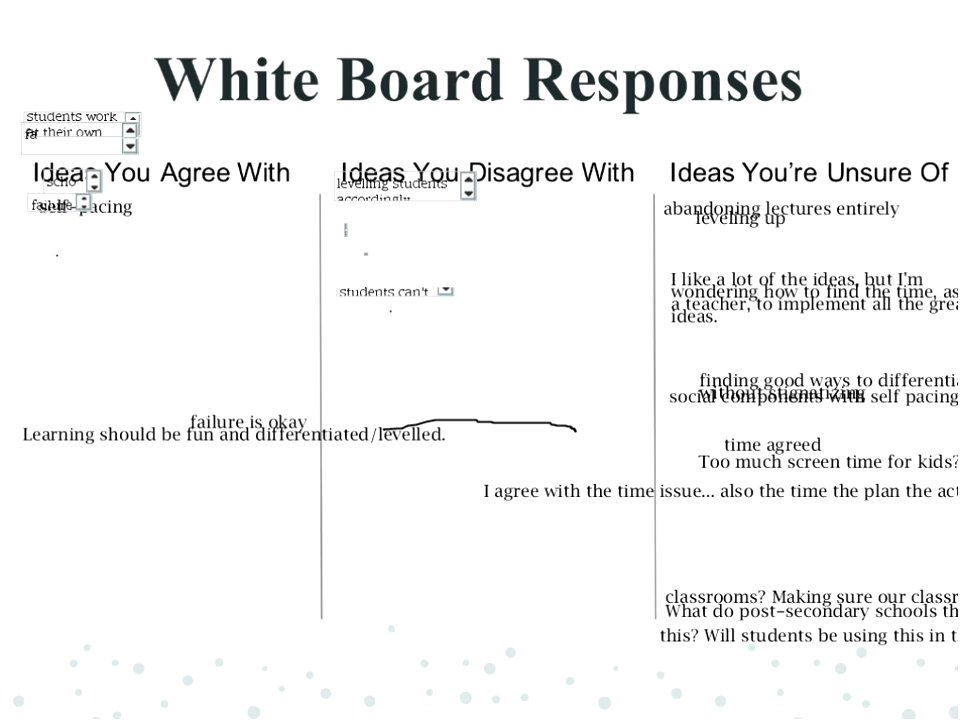 White Board Responses
students work
at their own
Ideas You Agree With
Ideas You Disagree With
Ideas You're Unsure Of
scho
levelling students
accordingly
failure
self-pacing
abandoning lectures entirely
leveling up
students can't
I like a lot of the ideas, but I'm
wondering how to find the time, as
a teacher, to implement all the grea
ideas.
finding good ways to differentia
without stignatizing
social components with self pacing
failure is okay
Learning should be fun and differentiated/levelled.
time agreed
Too much screen time for kids?
I agree with the time issue... also the time the plan the act
classrooms? Making sure our classr
What do post-secondary schools th
this? Will students be using this in t